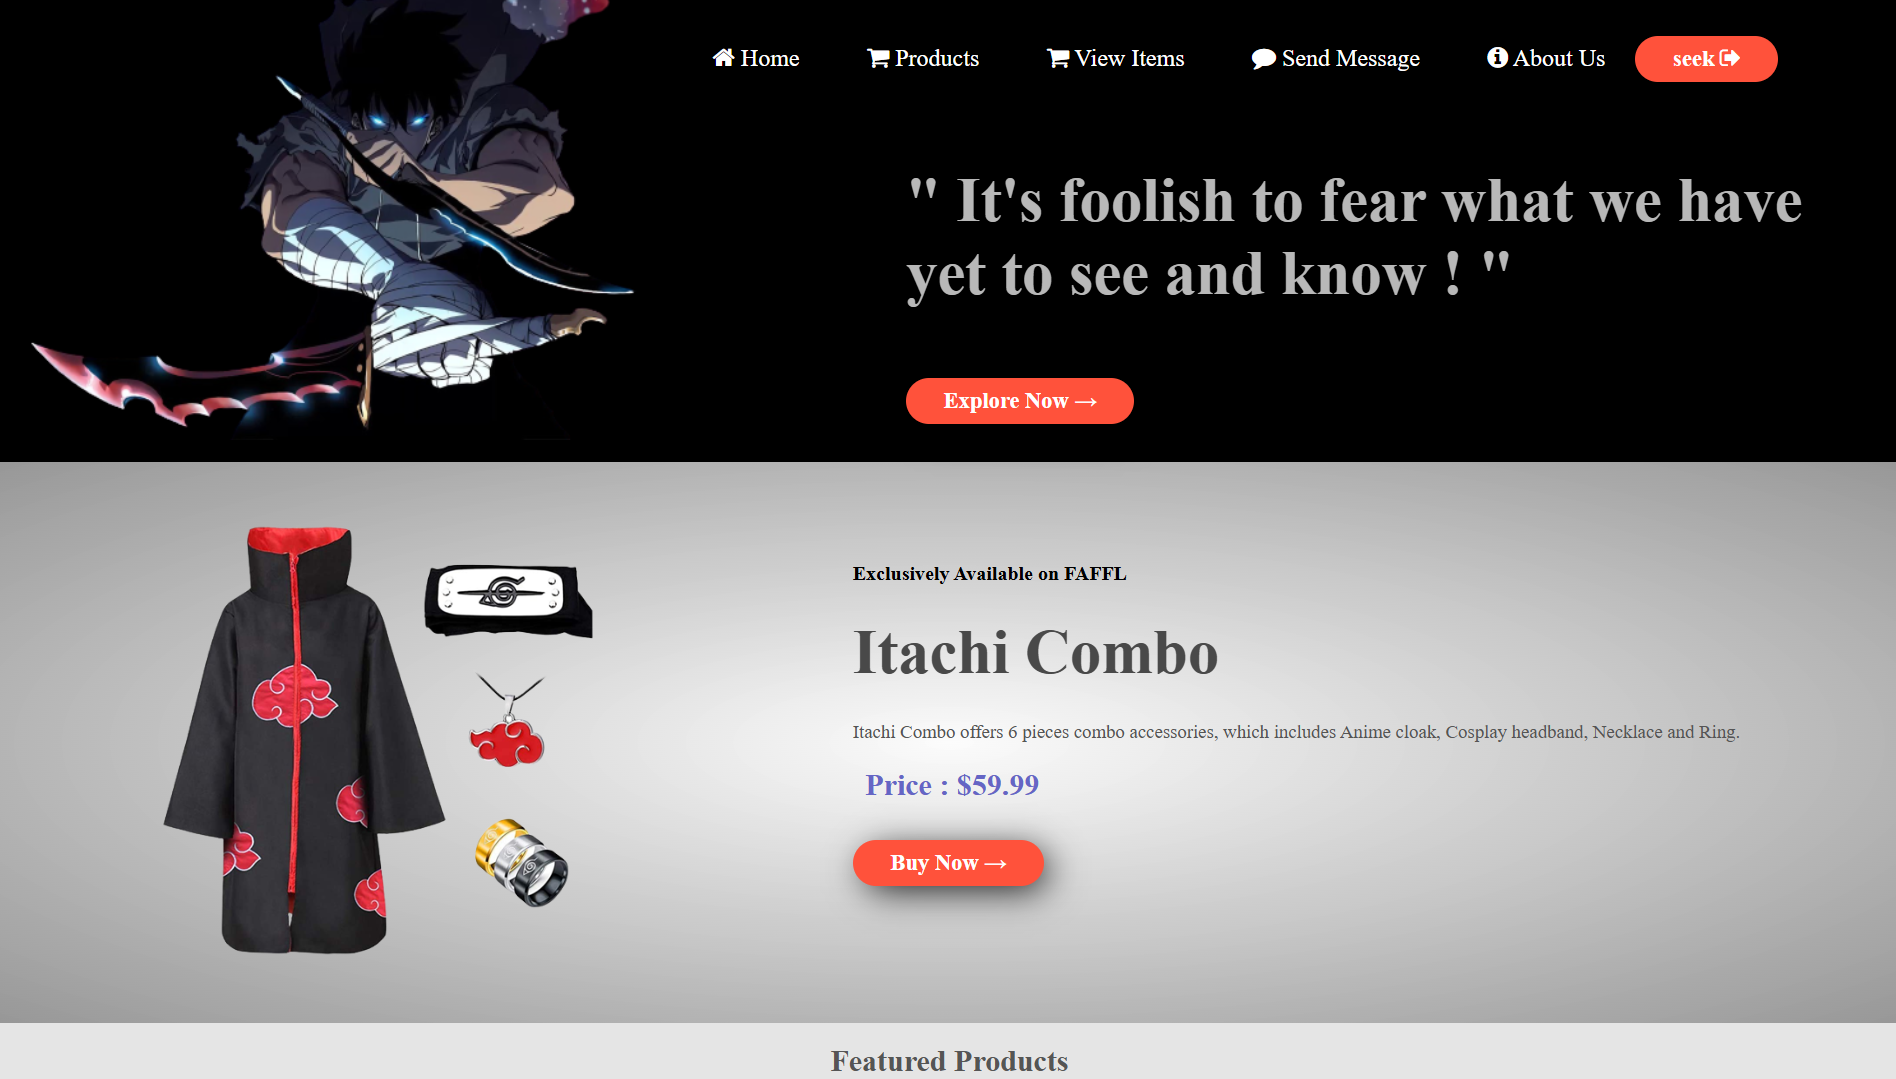 Home Products View Items Send Message About Us seek
" It's foolish to fear what we have
yet to see and know ! "
Explore Now →
Exclusively Available on FAFFL
Itachi Combo
Itachi Combo offers 6 pieces combo accessories, which includes Anime cloak, Cosplay headband, Necklace and Ring.
Price : $59.99
Buy Now →
Featured Products